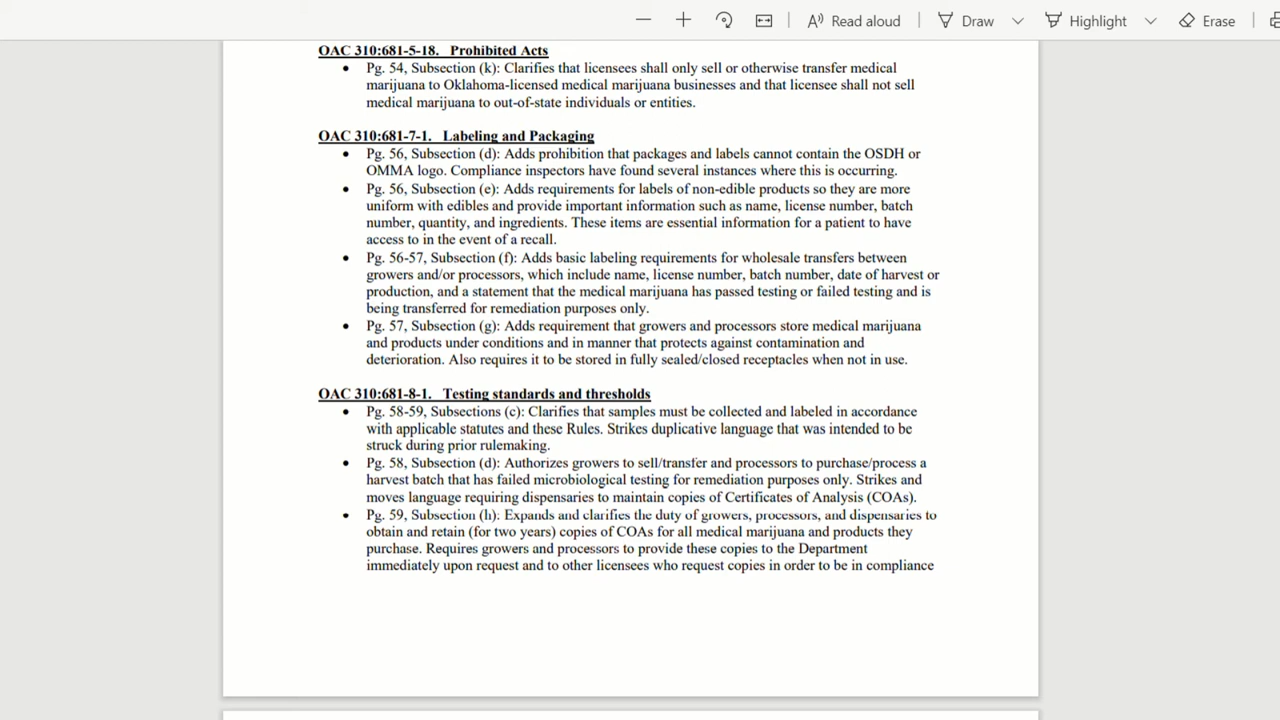 Read aloud
Draw
Highlight
Erase
OAC 310:681-5-18. Prohibited Acts
• Pg. 54, Subsection (k): Clarifies that licensees shall only sell or otherwise transfer medical
marijuana to Oklahoma-licensed medical marijuana businesses and that licensee shall not sell
medical marijuana to out-of-state individuals or entities.
OAC 310:681-7-1. Labeling and Packaging
• Pg. 56, Subsection (d): Adds prohibition that packages and labels cannot contain the OSDH or
OMMA logo. Compliance inspectors have found several instances where this is occurring.
• Pg. 56, Subsection (e): Adds requirements for labels of non-edible products so they are more
uniform with edibles and provide important information such as name, license number, batch
number, quantity, and ingredients. These items are essential information for a patient to have
access to in the event of a recall.
• Pg. 56-57, Subsection (f): Adds basic labeling requirements for wholesale transfers between
growers and/or processors, which include name, license number, batch number, date of harvest or
production, and a statement that the medical marijuana has passed testing or failed testing and is
being transferred for remediation purposes only.
• Pg. 57, Subsection (g): Adds requirement that growers and processors store medical marijuana
and products under conditions and in manner that protects against contamination and
deterioration. Also requires it to be stored in fully sealed/closed receptacles when not in use.
OAC 310:681-8-1. Testing standards and thresholds
• Pg. 58-59, Subsections (c): Clarifies that samples must be collected and labeled in accordance
with applicable statutes and these Rules. Strikes duplicative language that was intended to be
struck during prior rulemaking.
• Pg. 58, Subsection (d): Authorizes growers to sell/transfer and processors to purchase/process a
harvest batch that has failed microbiological testing for remediation purposes only. Strikes and
moves language requiring dispensaries to maintain copies of Certificates of Analysis (COAs).
• Pg. 59, Subsection (h): Expands and clarifies the duty of growers, processors, and dispensaries to
obtain and retain (for two years) copies of COAs for all medical marijuana and products they
purchase. Requires growers and processors to provide these copies to the Department
immediately upon request and to other licensees who request copies in order to be in compliance